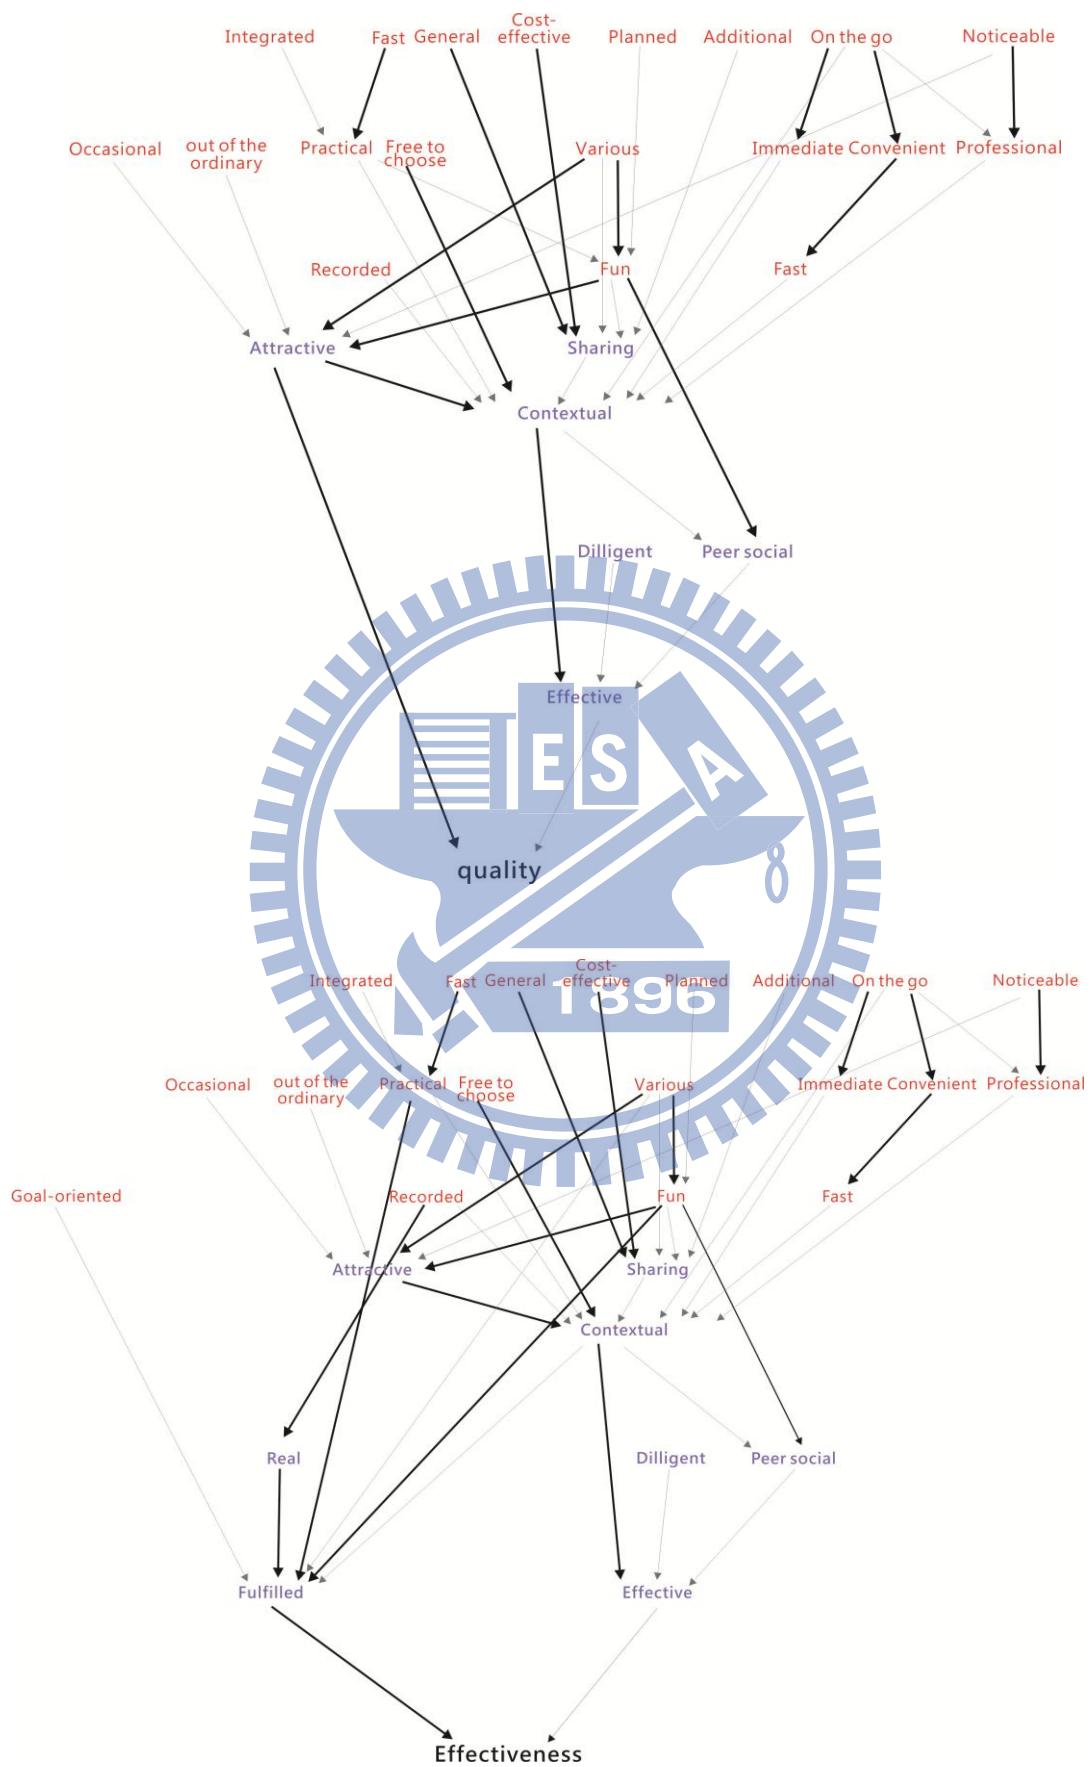 Integrated Fast General Cost-effective Planned Additional On the go Noticeable
Occasional out of the ordinary Practical Free to choose Various Immediate Convenient Professional
Recorded Fun Fast
Attractive Sharing
Contextual
Dilligent Peer social
Effective
E S A
quality
8
1896
Integrated Fast General Cost-effective Planned Additional On the go Noticeable
Occasional out of the ordinary Practical Free to choose Various Immediate Convenient Professional
Goal-oriented Recorded Fun Fast
Attractive Sharing
Contextual
Real Dilligent Peer social
Fulfilled Effective
Effectiveness